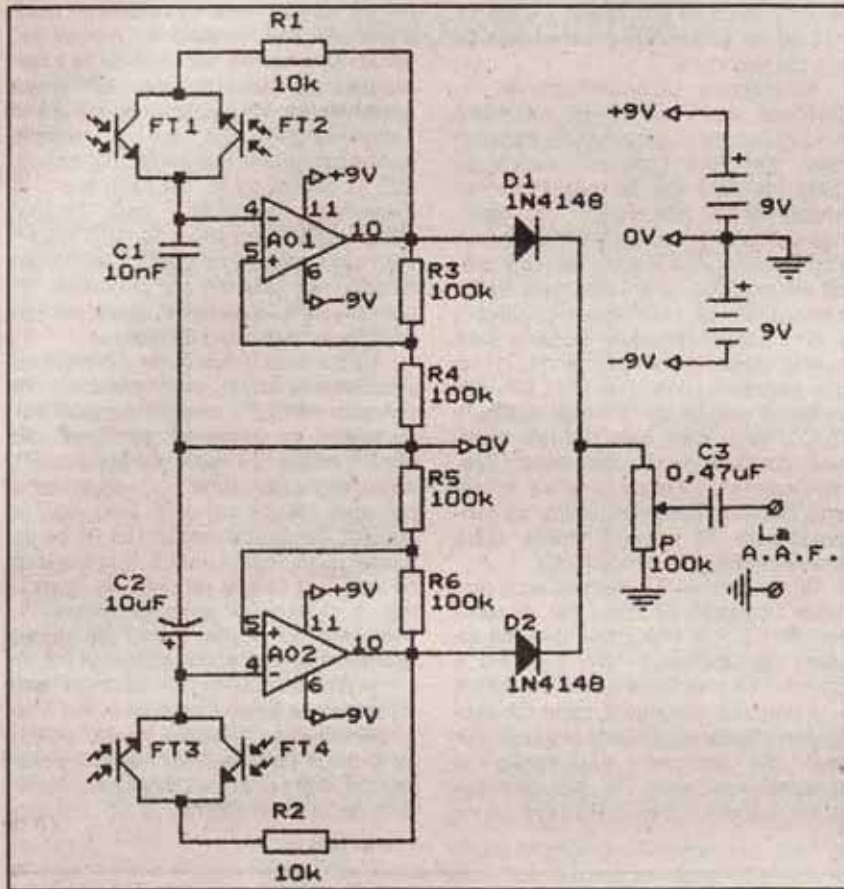 R1
10k
FT1
FT2
+9V
4
-
11
C1
10nF
AO1
10
5
+
6
-9V
D1
1N4148
+9V
+
9V
0V
+
9V
-9V
R3
100k
R4
100k
0V
R5
100k
C3
0,47uF
La
A.A.F.
P
100k
C2
10uF
+
+9V
11
5
+
AO2
10
4
-
6
-9V
R6
100k
D2
1N4148
FT3
FT4
R2
10k